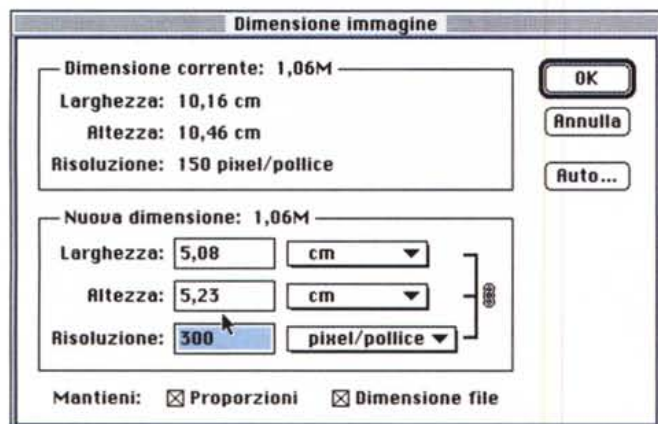 Dimensione immagine
Dimensione corrente: 1,06M
Larghezza: 10,16 cm
Altezza: 10,46 cm
Risoluzione: 150 pixel/pollice
OK
Annulla
Auto...
Nuova dimensione: 1,06M
Larghezza: 5,08 cm
Altezza: 5,23 cm
Risoluzione: 300 pixel/pollice
Mantieni: Proporzioni Dimensione file